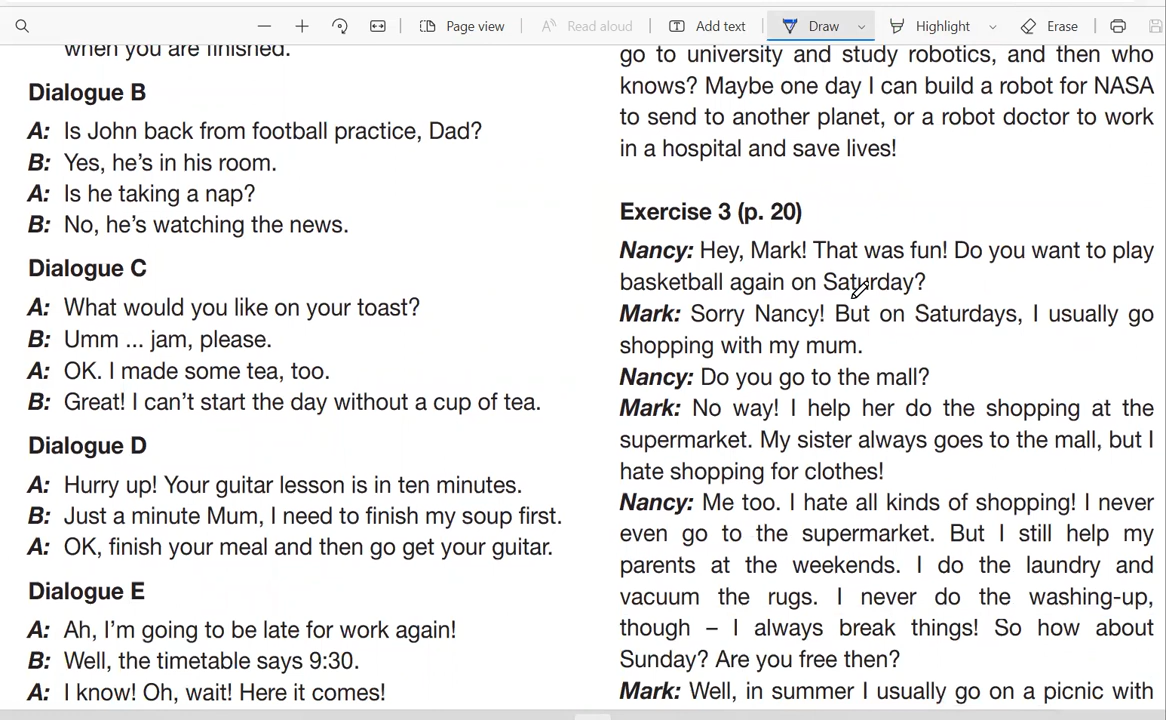 Page view
Read aloud
Add text
Draw
Highlight
Erase
when you are finished.
Dialogue B
A: Is John back from football practice, Dad?
B: Yes, he's in his room.
A: Is he taking a nap?
B: No, he's watching the news.
Dialogue C
A: What would you like on your toast?
B: Umm ... jam, please.
A: OK. I made some tea, too.
B: Great! I can't start the day without a cup of tea.
Dialogue D
A: Hurry up! Your guitar lesson is in ten minutes.
B: Just a minute Mum, I need to finish my soup first.
A: OK, finish your meal and then go get your guitar.
Dialogue E
A: Ah, I'm going to be late for work again!
B: Well, the timetable says 9:30.
A: I know! Oh, wait! Here it comes!
go to university and study robotics, and then who
knows? Maybe one day I can build a robot for NASA
to send to another planet, or a robot doctor to work
in a hospital and save lives!
Exercise 3 (p. 20)
Nancy: Hey, Mark! That was fun! Do you want to play
basketball again on Saturday?
Mark: Sorry Nancy! But on Saturdays, I usually go
shopping with my mum.
Nancy: Do you go to the mall?
Mark: No way! I help her do the shopping at the
supermarket. My sister always goes to the mall, but I
hate shopping for clothes!
Nancy: Me too. I hate all kinds of shopping! I never
even go to the supermarket. But I still help my
parents at the weekends. I do the laundry and
vacuum the rugs. I never do the washing-up,
though – I always break things! So how about
Sunday? Are you free then?
Mark: Well, in summer I usually go on a picnic with